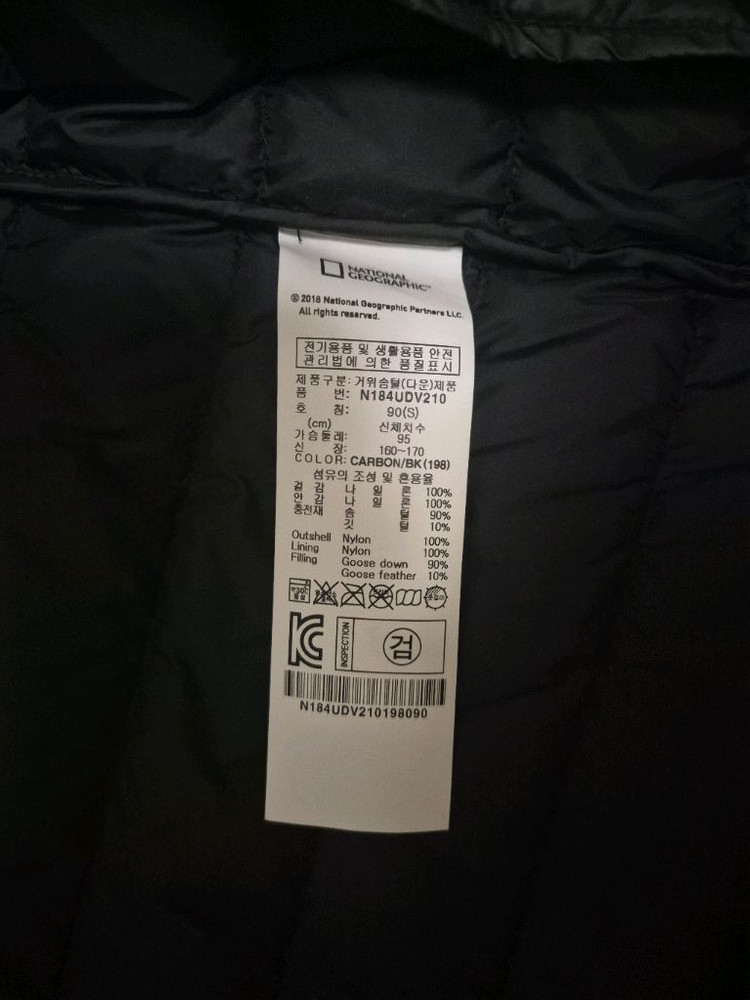 NATIONAL
GEOGRAPHIC
© 2018 National Geographic Partners LLC.
All rights reserved.
전기용품 및 생활용품 안전
관리법에 의한 품질표시
제품구분: 거위솜털(다운)제품
품 번: N184UDV210
호 칭: 90(S)
(cm) 신체치수
가슴둘레: 95
신 장: 160~170
COLOR: CARBON/BK(198)
섬유의 조성 및 혼용율
겉감 나일론 100%
안감 나일론 100%
충전재 솜털 90%
깃털 10%
Outshell Nylon 100%
Lining Nylon 100%
Filling Goose down 90%
Goose feather 10%
INSPECTION
검
N184UDV210198090